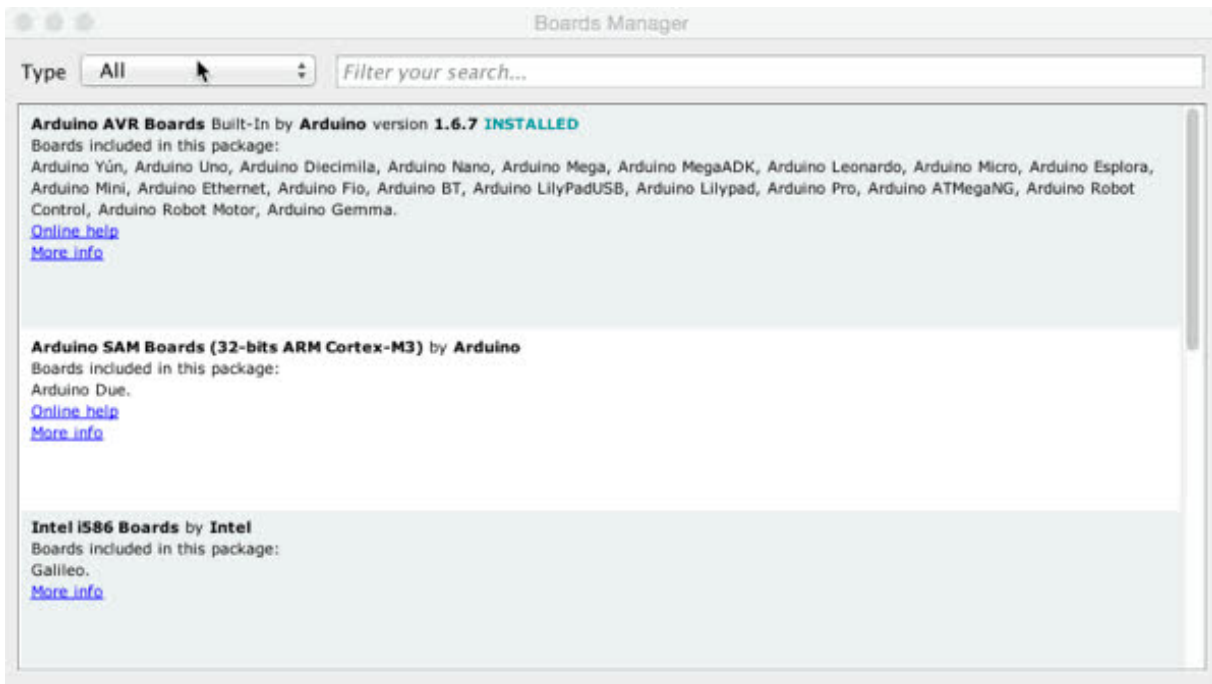 Boards Manager
Type All Filter your search...
Arduino AVR Boards Built-In by Arduino version 1.6.7 INSTALLED
Boards included in this package:
Arduino Yún, Arduino Uno, Arduino Diecimila, Arduino Nano, Arduino Mega, Arduino MegaADK, Arduino Leonardo, Arduino Micro, Arduino Esplora,
Arduino Mini, Arduino Ethernet, Arduino Fio, Arduino BT, Arduino LilyPadUSB, Arduino Lilypad, Arduino Pro, Arduino ATMegaNG, Arduino Robot
Control, Arduino Robot Motor, Arduino Gemma.
Online help
More info
Arduino SAM Boards (32-bits ARM Cortex-M3) by Arduino
Boards included in this package:
Arduino Due.
Online help
More info
Intel i586 Boards by Intel
Boards included in this package:
Galileo.
More info